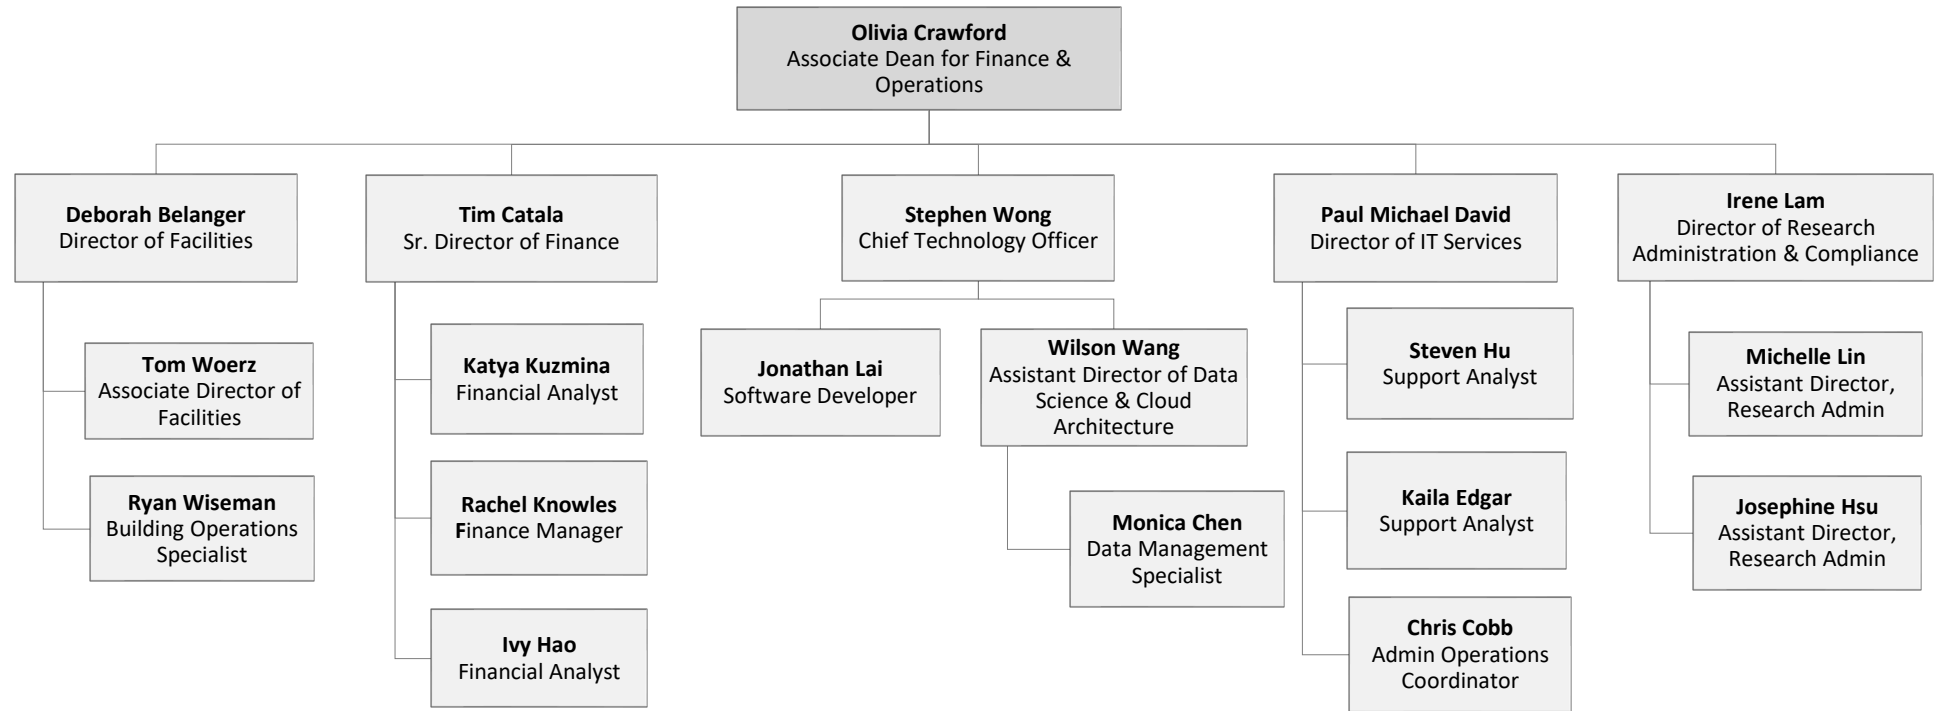 Olivia Crawford
Associate Dean for Finance &
Operations
Deborah Belanger
Director of Facilities
Tom Woerz
Associate Director of
Facilities
Ryan Wiseman
Building Operations
Specialist
Tim Catala
Sr. Director of Finance
Katya Kuzmina
Financial Analyst
Rachel Knowles
Finance Manager
Ivy Hao
Financial Analyst
Stephen Wong
Chief Technology Officer
Jonathan Lai
Software Developer
Wilson Wang
Assistant Director of Data
Science & Cloud
Architecture
Monica Chen
Data Management
Specialist
Paul Michael David
Director of IT Services
Steven Hu
Support Analyst
Kaila Edgar
Support Analyst
Chris Cobb
Admin Operations
Coordinator
Irene Lam
Director of Research
Administration & Compliance
Michelle Lin
Assistant Director,
Research Admin
Josephine Hsu
Assistant Director,
Research Admin